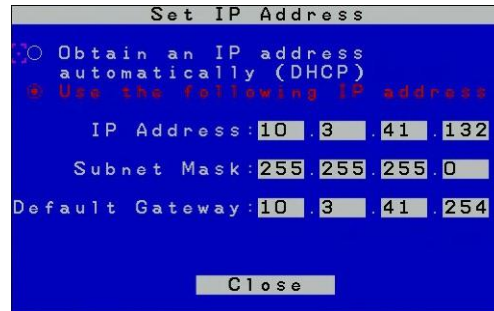 Set IP Address
Obtain an IP address
automatically (DHCP)
Use the following IP address
IP Address:10 .3 .41 .132
Subnet Mask:255.255.255.0
Default Gateway:10 .3 .41 .254
Close